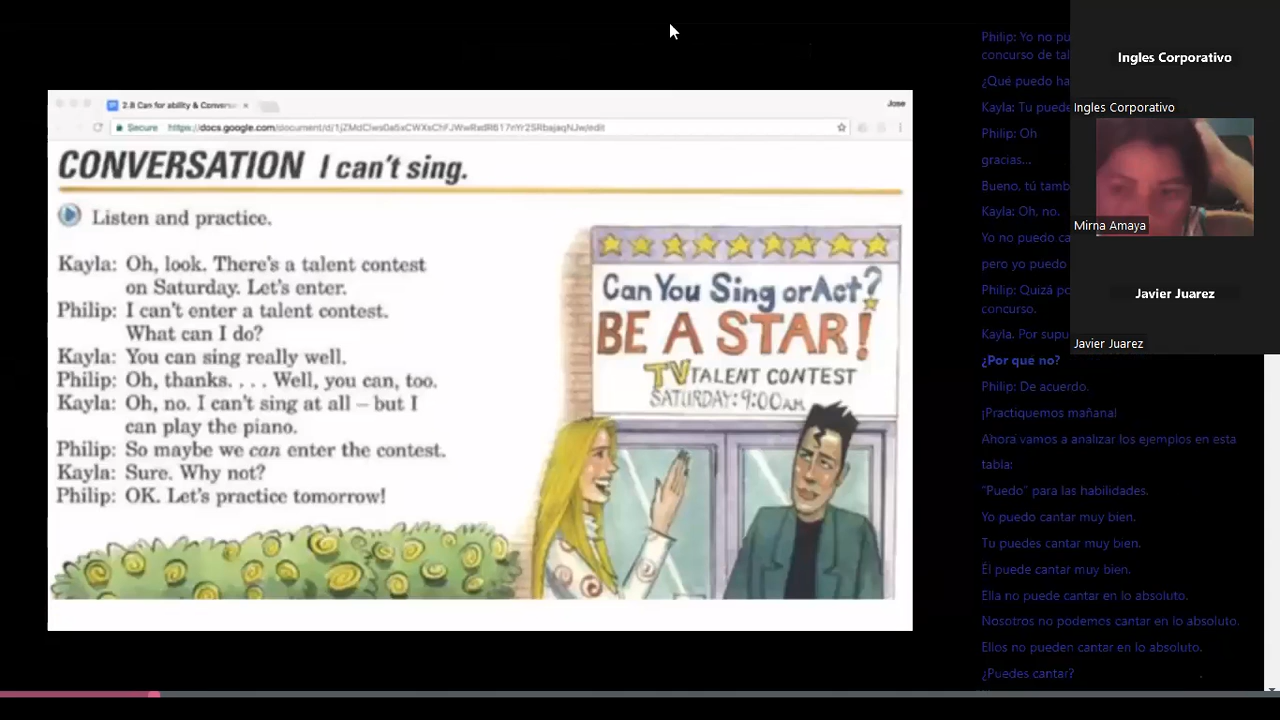 2.8 Can for ability & Convers
Jose
Secure
https://docs.google.com/document/d/
/edit
CONVERSATION I can't sing.
Listen and practice.
Kayla: Oh, look. There's a talent contest
on Saturday. Let's enter.
Philip: I can't enter a talent contest.
What can I do?
Kayla: You can sing really well.
Philip: Oh, thanks. . . . Well, you can, too.
Kayla: Oh, no. I can't sing at all – but I
can play the piano.
Philip: So maybe we can enter the contest.
Kayla: Sure. Why not?
Philip: OK. Let's practice tomorrow!
Can You Sing or Act?
BE A STAR!
TV TALENT CONTEST
SATURDAY: 9:00 AM
Philip: Yo no pu
concurso de tal
¿Qué puedo ha
Kayla: Tu puede
Philip: Oh
gracias...
Bueno. tú tamb
Kayla: Oh, no.
Yo no puedo ca
pero yo puedo
Philip: Quizá po
concurso.
Kayla. Por supu
¿Por que no?
Philip: De acuerdo.
¡Practiquemos mañana!
Ahora vamos a analizar los ejemplos en esta
tabla:
"Puedo" para las habilidades.
Yo puedo cantar muy bien.
Tu puedes cantar muy bien.
Él puede cantar muy bien.
Ella no puede cantar en lo absoluto.
Nosotros no podemos cantar en lo absoluto.
Ellos no pueden cantar en lo absoluto.
¿Puedes cantar?
Ingles Corporativo
Ingles Corporativo
Mirna Amaya
Javier Juarez
Javier Juarez